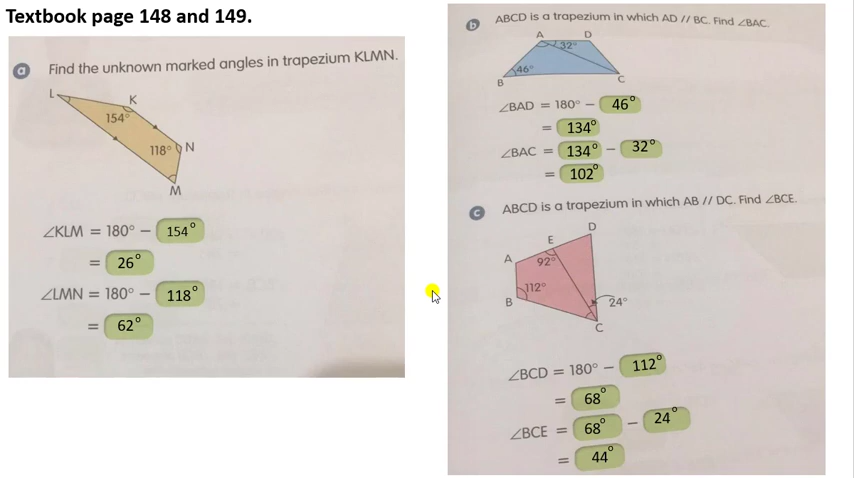 Textbook page 148 and 149.
a Find the unknown marked angles in trapezium KLMN.
L
K
154°
118° N
M
∠KLM = 180° − 154°
= 26°
∠LMN = 180° − 118°
= 62°
b ABCD is a trapezium in which AD // BC. Find ∠BAC.
A D
32°
46°
B C
∠BAD = 180° − 46°
= 134°
∠BAC = 134° − 32°
= 102°
c ABCD is a trapezium in which AB // DC. Find ∠BCE.
D
E
A 92°
112°
B 24°
C
∠BCD = 180° − 112°
= 68°
∠BCE = 68° − 24°
= 44°